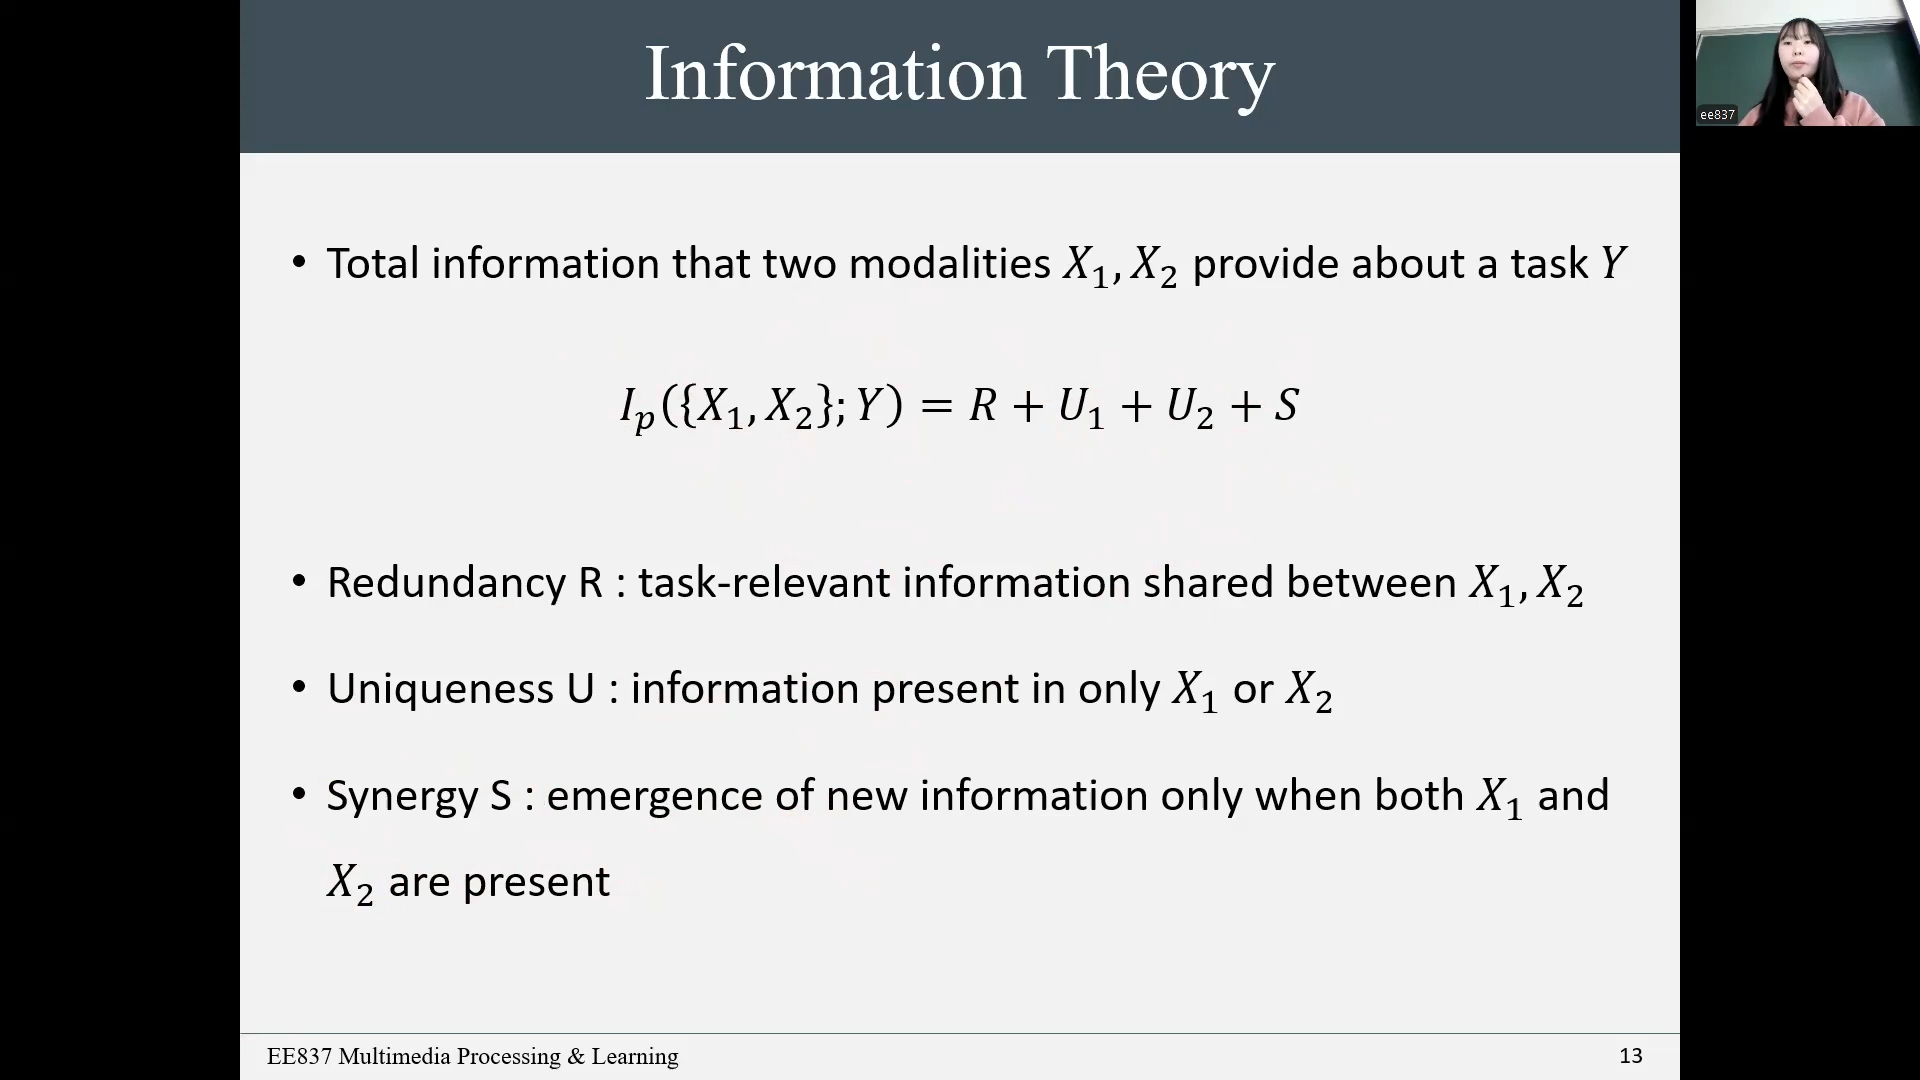 Information Theory
ee837
• Total information that two modalities 𝑋₁, 𝑋₂ provide about a task 𝑌
𝐼ₚ({𝑋₁, 𝑋₂}; 𝑌) = 𝑅 + 𝑈₁ + 𝑈₂ + 𝑆
• Redundancy R : task-relevant information shared between 𝑋₁, 𝑋₂
• Uniqueness U : information present in only 𝑋₁ or 𝑋₂
• Synergy S : emergence of new information only when both 𝑋₁ and
𝑋₂ are present
EE837 Multimedia Processing & Learning
13